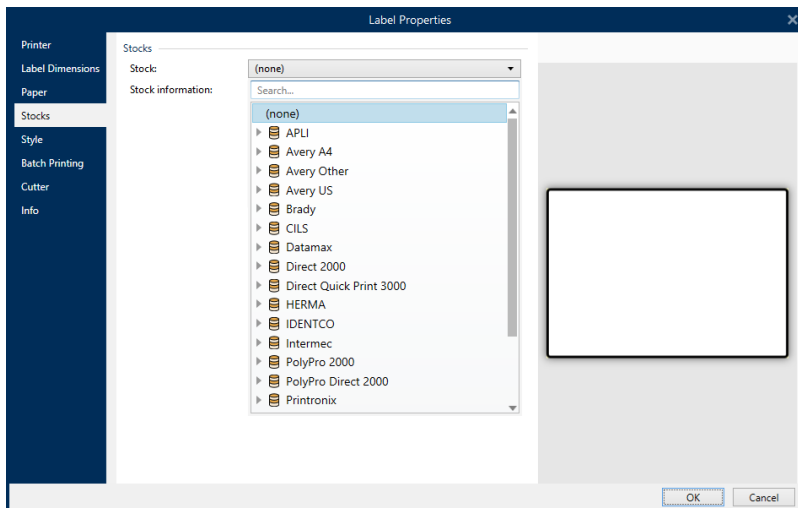 Label Properties
Printer
Label Dimensions
Paper
Stocks
Style
Batch Printing
Cutter
Info
Stocks
Stock: (none)
Stock information: Search...
(none)
APLI
Avery A4
Avery Other
Avery US
Brady
CILS
Datamax
Direct 2000
Direct Quick Print 3000
HERMA
IDENTCO
Intermec
PolyPro 2000
PolyPro Direct 2000
Printronix
OK Cancel